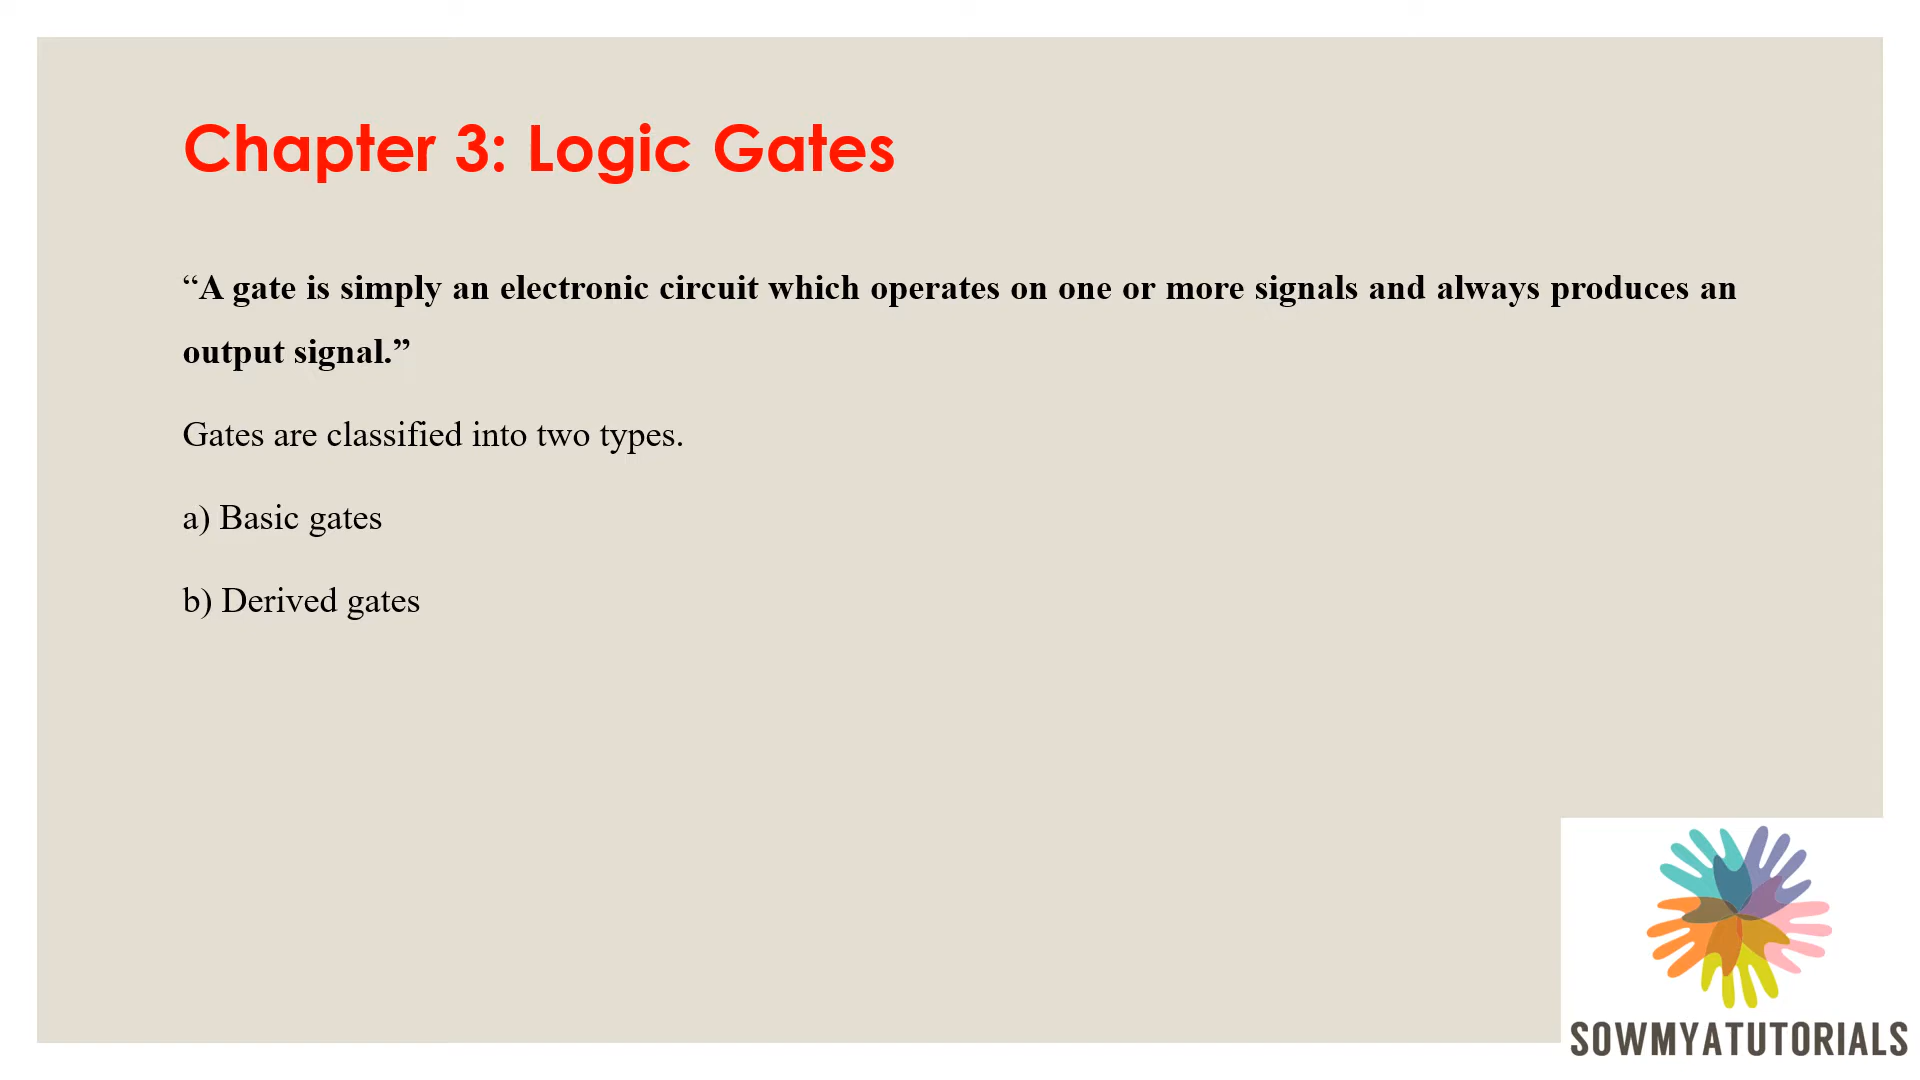 Chapter 3: Logic Gates
“A gate is simply an electronic circuit which operates on one or more signals and always produces an
output signal.”
Gates are classified into two types.
a) Basic gates
b) Derived gates
SOWMYATUTORIALS